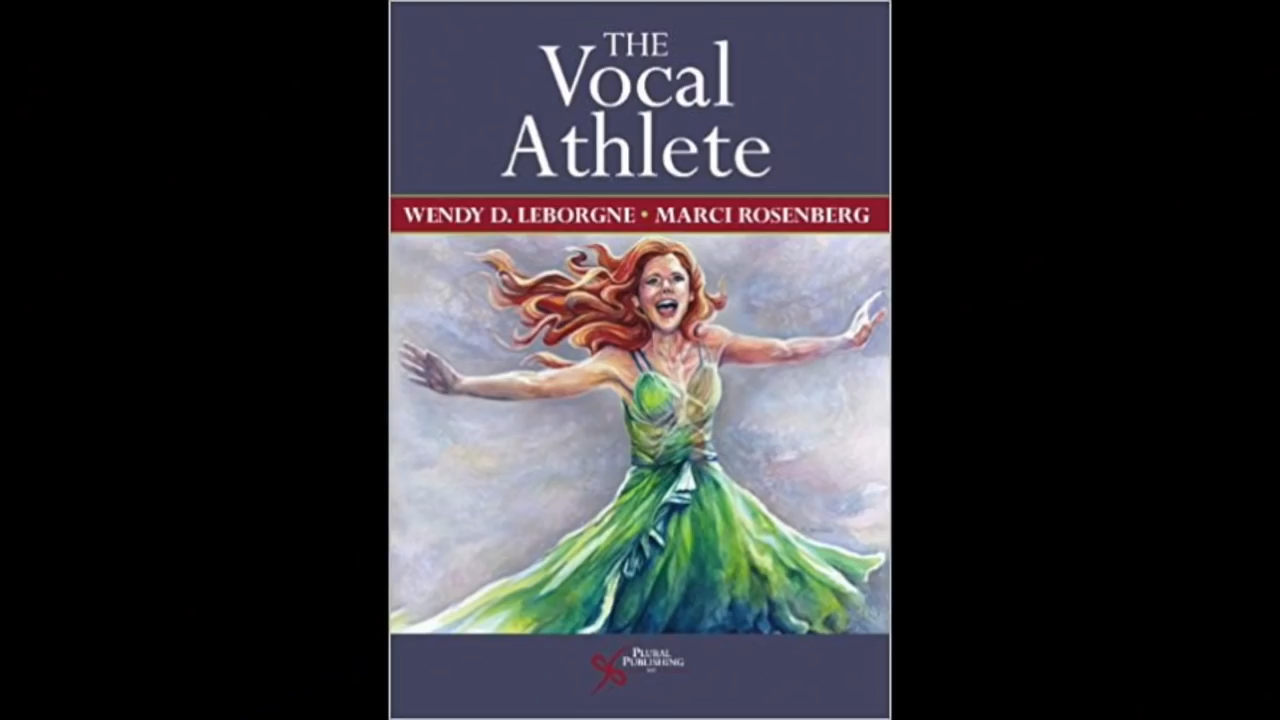 THE
Vocal
Athlete
WENDY D. LEBORGNE • MARCI ROSENBERG
PLURAL
PUBLISHING